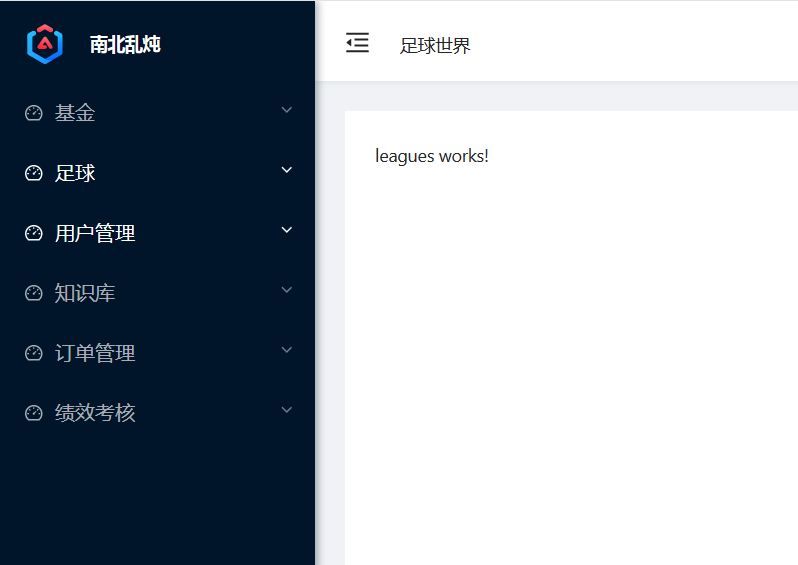 南北乱炖
足球世界
基金
足球
用户管理
知识库
订单管理
绩效考核
leagues works!